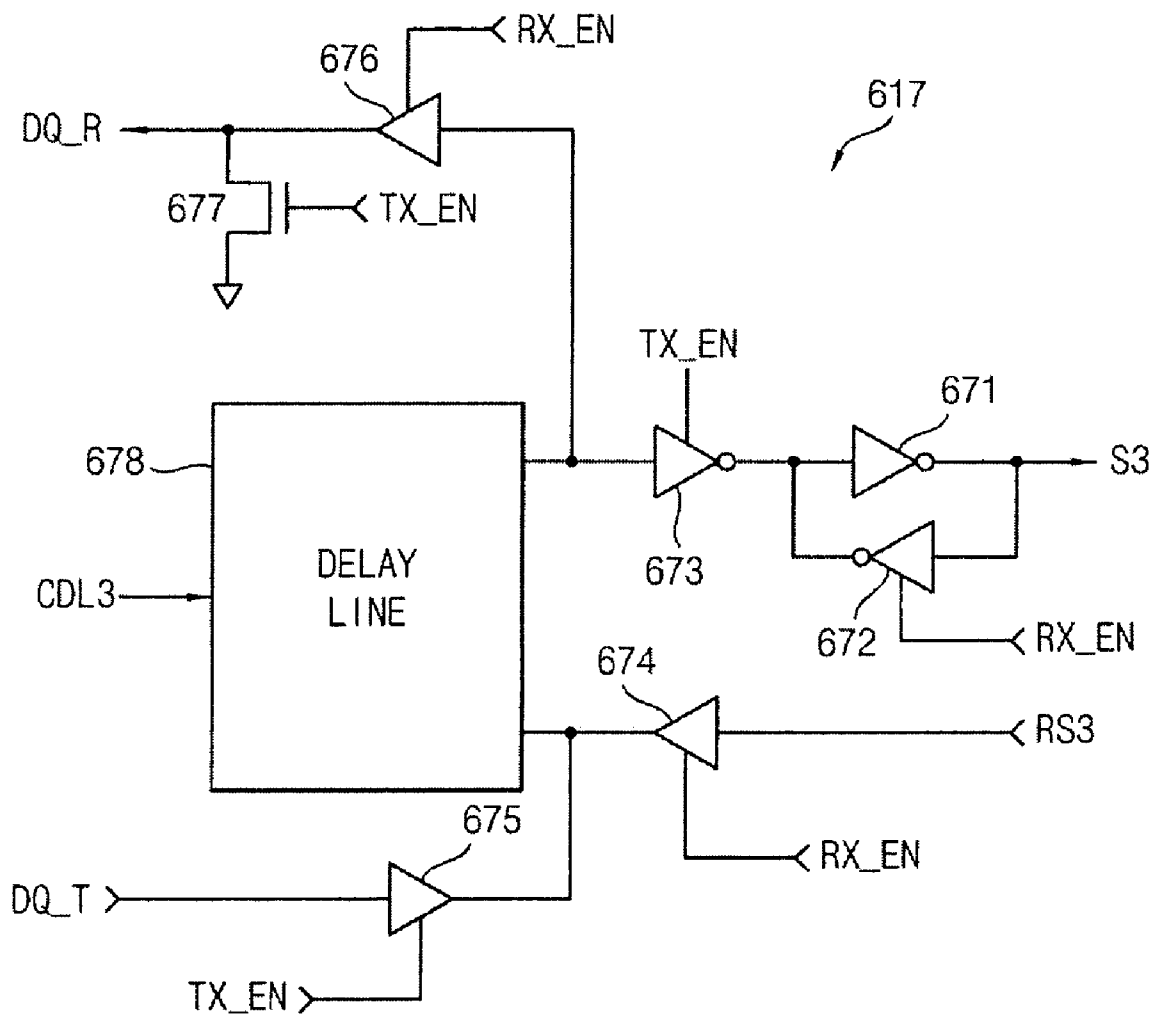 RX_EN
676
617
DQ_R
677
TX_EN
TX_EN
671
678
S3
673
DELAY
LINE
CDL3
672
RX_EN
674
RS3
675
RX_EN
DQ_T
TX_EN